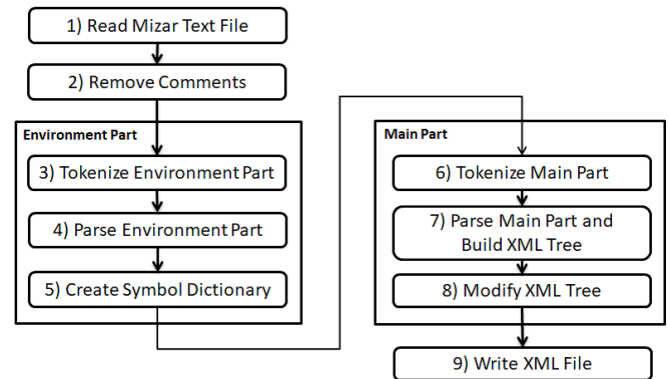 1) Read Mizar Text File
2) Remove Comments
Environment Part
3) Tokenize Environment Part
4) Parse Environment Part
5) Create Symbol Dictionary
Main Part
6) Tokenize Main Part
7) Parse Main Part and
Build XML Tree
8) Modify XML Tree
9) Write XML File